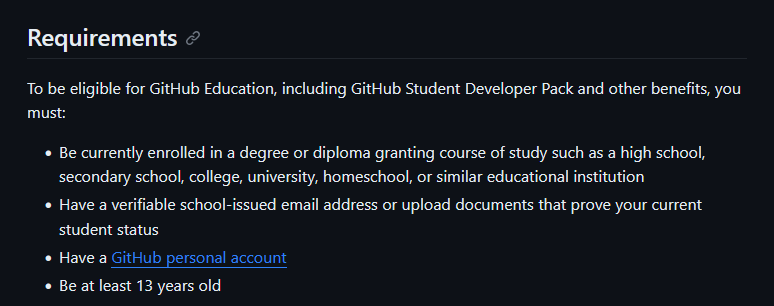 Requirements
To be eligible for GitHub Education, including GitHub Student Developer Pack and other benefits, you
must:
• Be currently enrolled in a degree or diploma granting course of study such as a high school,
secondary school, college, university, homeschool, or similar educational institution
• Have a verifiable school-issued email address or upload documents that prove your current
student status
• Have a GitHub personal account
• Be at least 13 years old